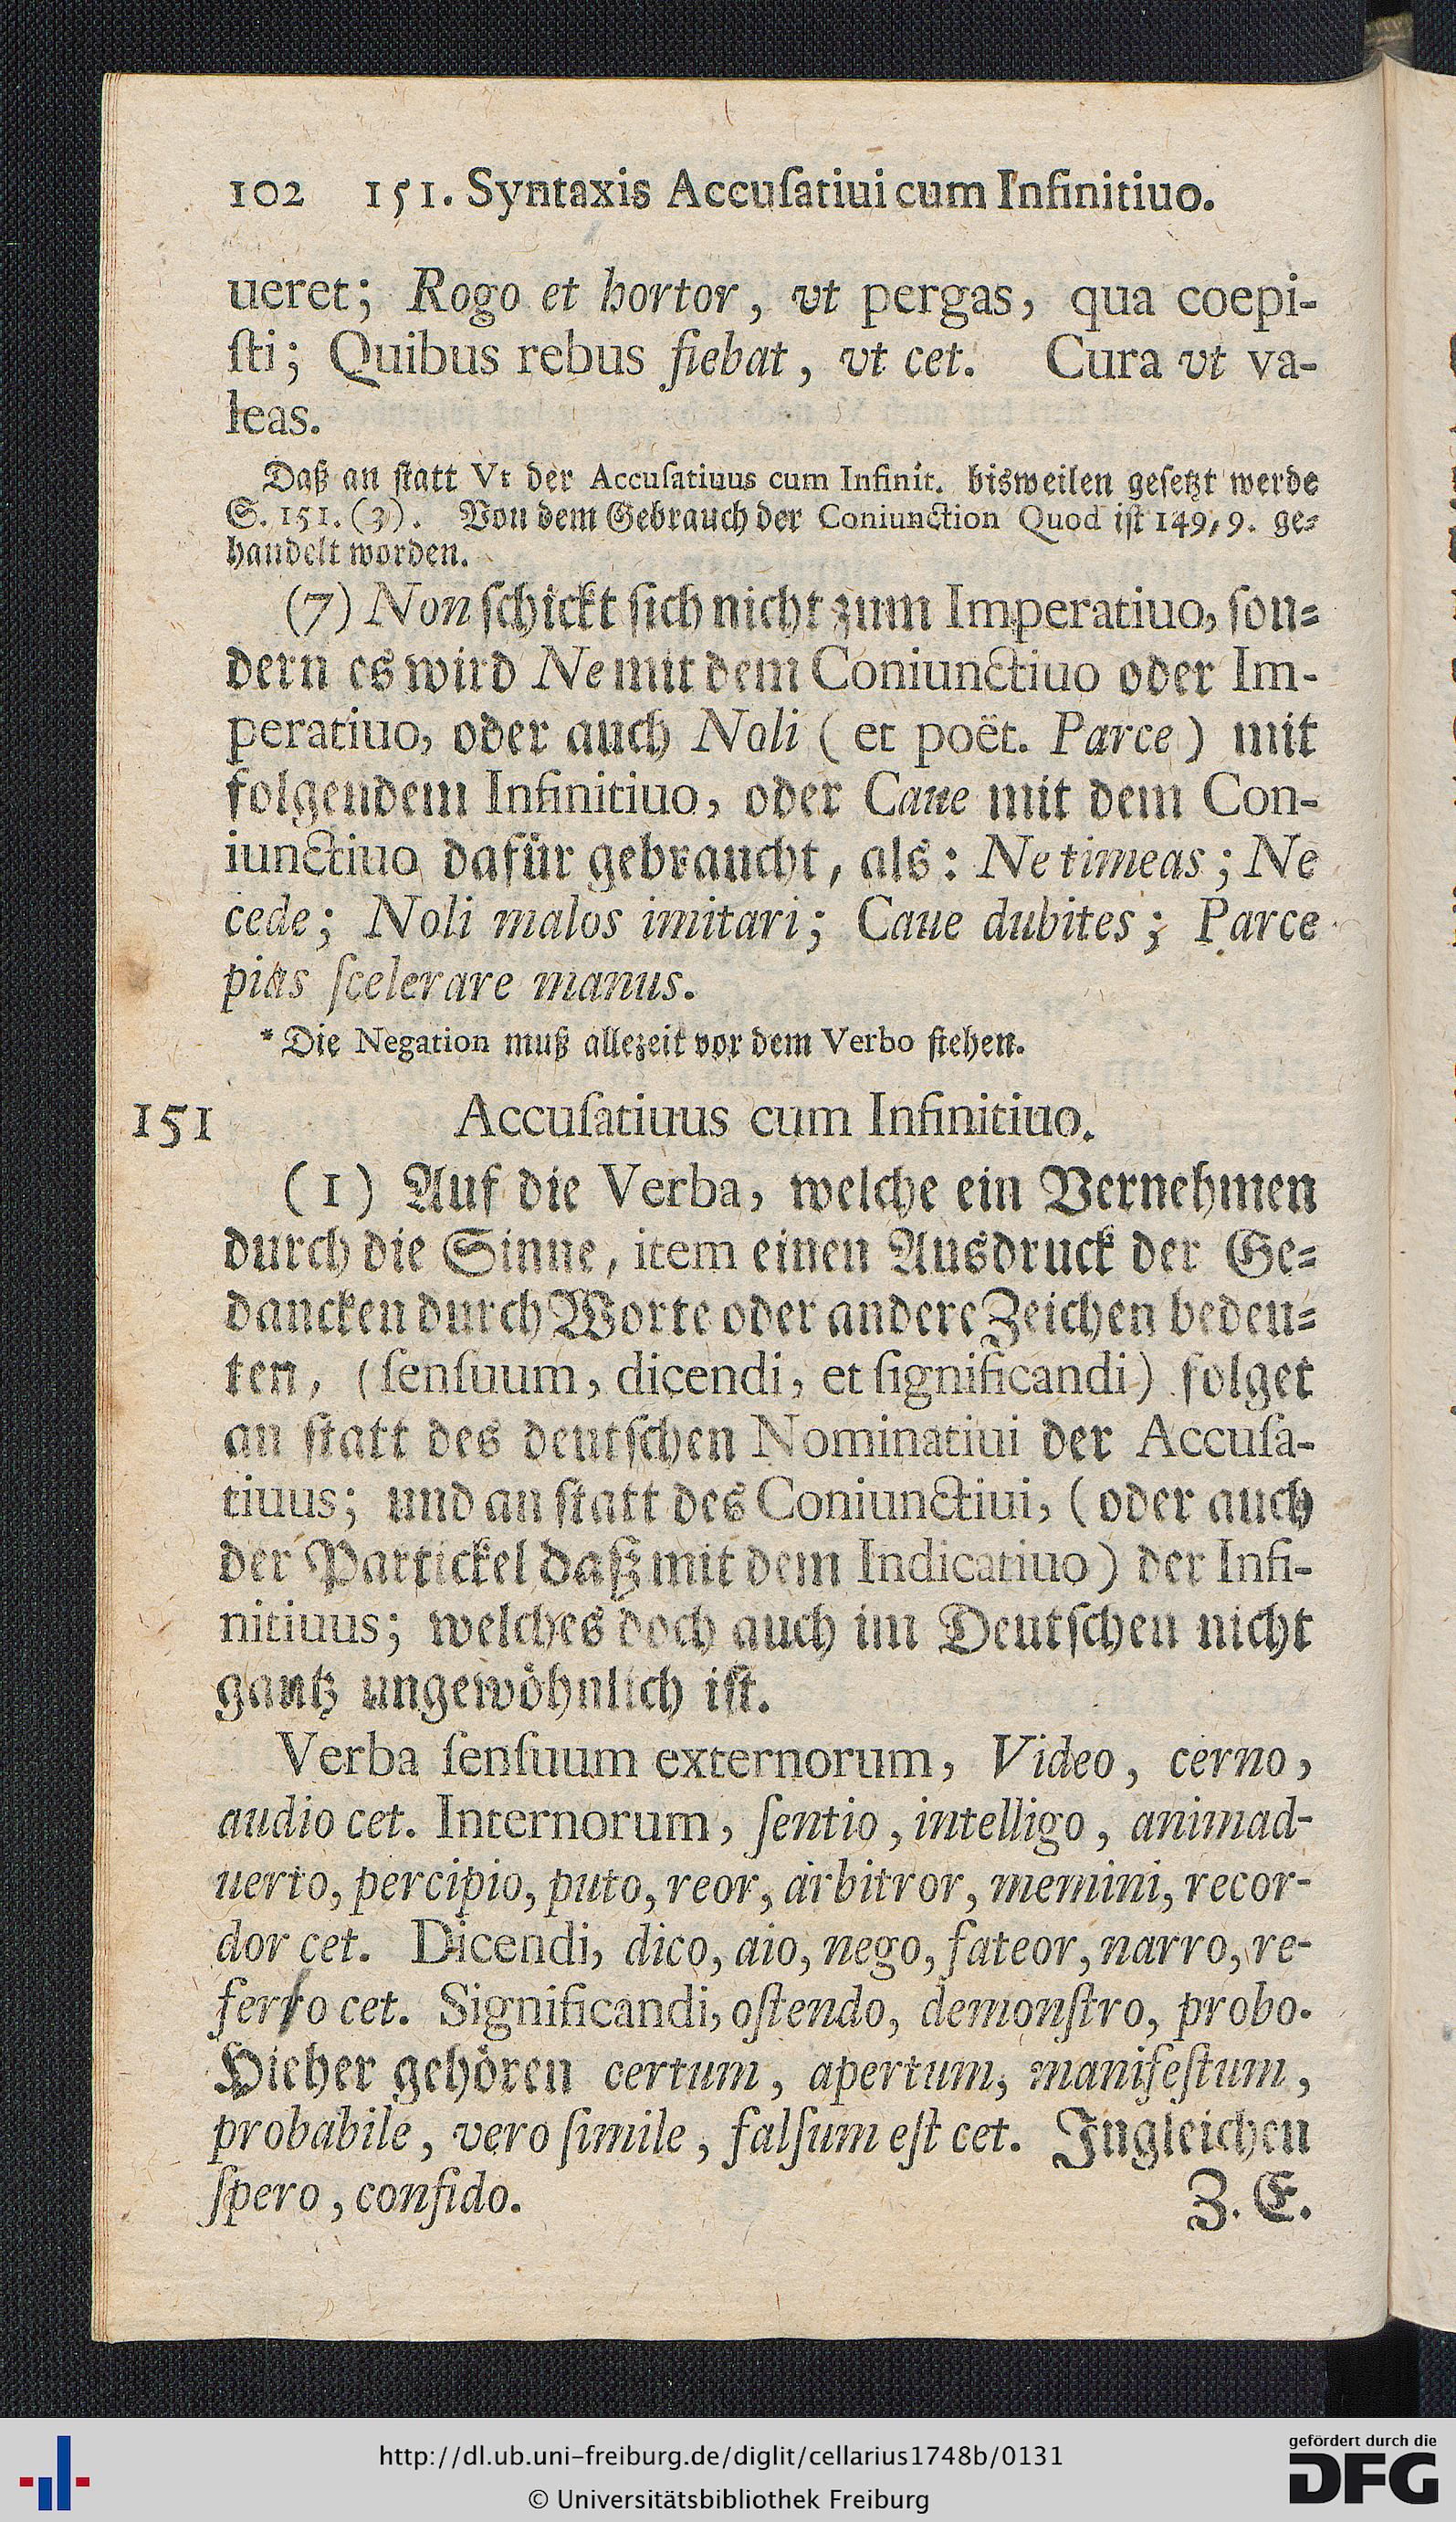 102 151. Syntaxis Accuſatiui cum Infinitiuo.
ueret; Rogo et hortor, vt pergas, qua coepi-
ſti; Quibus rebus fiebat, vt cet. Cura vt va-
leas.
Daß an ſtatt Vt der Accuſatiuus cum Infinit. bisweilen geſetzt werde
S. 151. (3). Von dem Gebrauch der Coniunction Quod iſt 149, 9. ge⸗
handelt worden.
(7) Non ſchickt ſich nicht zum Imperatiuo, ſon⸗
dern es wird Ne mit dem Coniunctiuo oder Im-
peratiuo, oder auch Noli (et poët. Parce) mit
folgendem Infinitiuo, oder Caue mit dem Con-
iunctiuo dafür gebraucht, als: Ne timeas; Ne
cede; Noli malos imitari; Caue dubites; Parce
pias ſcelerare manus.
* Die Negation muß allezeit vor dem Verbo ſtehen.
151 Accuſatiuus cum Infinitiuo.
(1) Auf die Verba, welche ein Vernehmen
durch die Sinne, item einen Ausdruck der Ge⸗
dancken durch Worte oder andere Zeichen bedeu⸗
ten, (ſenſuum, dicendi, et ſignificandi) folget
an ſtatt des deutſchen Nominatiui der Accuſa-
tiuus; und an ſtatt des Coniunctiui, (oder auch
der Partickel daß mit dem Indicatiuo) der Infi-
nitiuus; welches doch auch im Deutſchen nicht
gantz ungewöhnlich iſt.
Verba ſenſuum externorum, Video, cerno,
audio cet. Internorum, ſentio, intelligo, animad-
uerto, percipio, puto, reor, arbitror, memini, recor-
dor cet. Dicendi, dico, aio, nego, fateor, narro, re-
fero cet. Significandi, oſtendo, demonſtro, probo.
Hieher gehören certum, apertum, manifeſtum,
probabile, vero ſimile, falſum eſt cet. Ingleichen
ſpero, confido. Z. E.
http://dl.ub.uni-freiburg.de/diglit/cellarius1748b/0131
© Universitätsbibliothek Freiburg
gefördert durch die
DFG